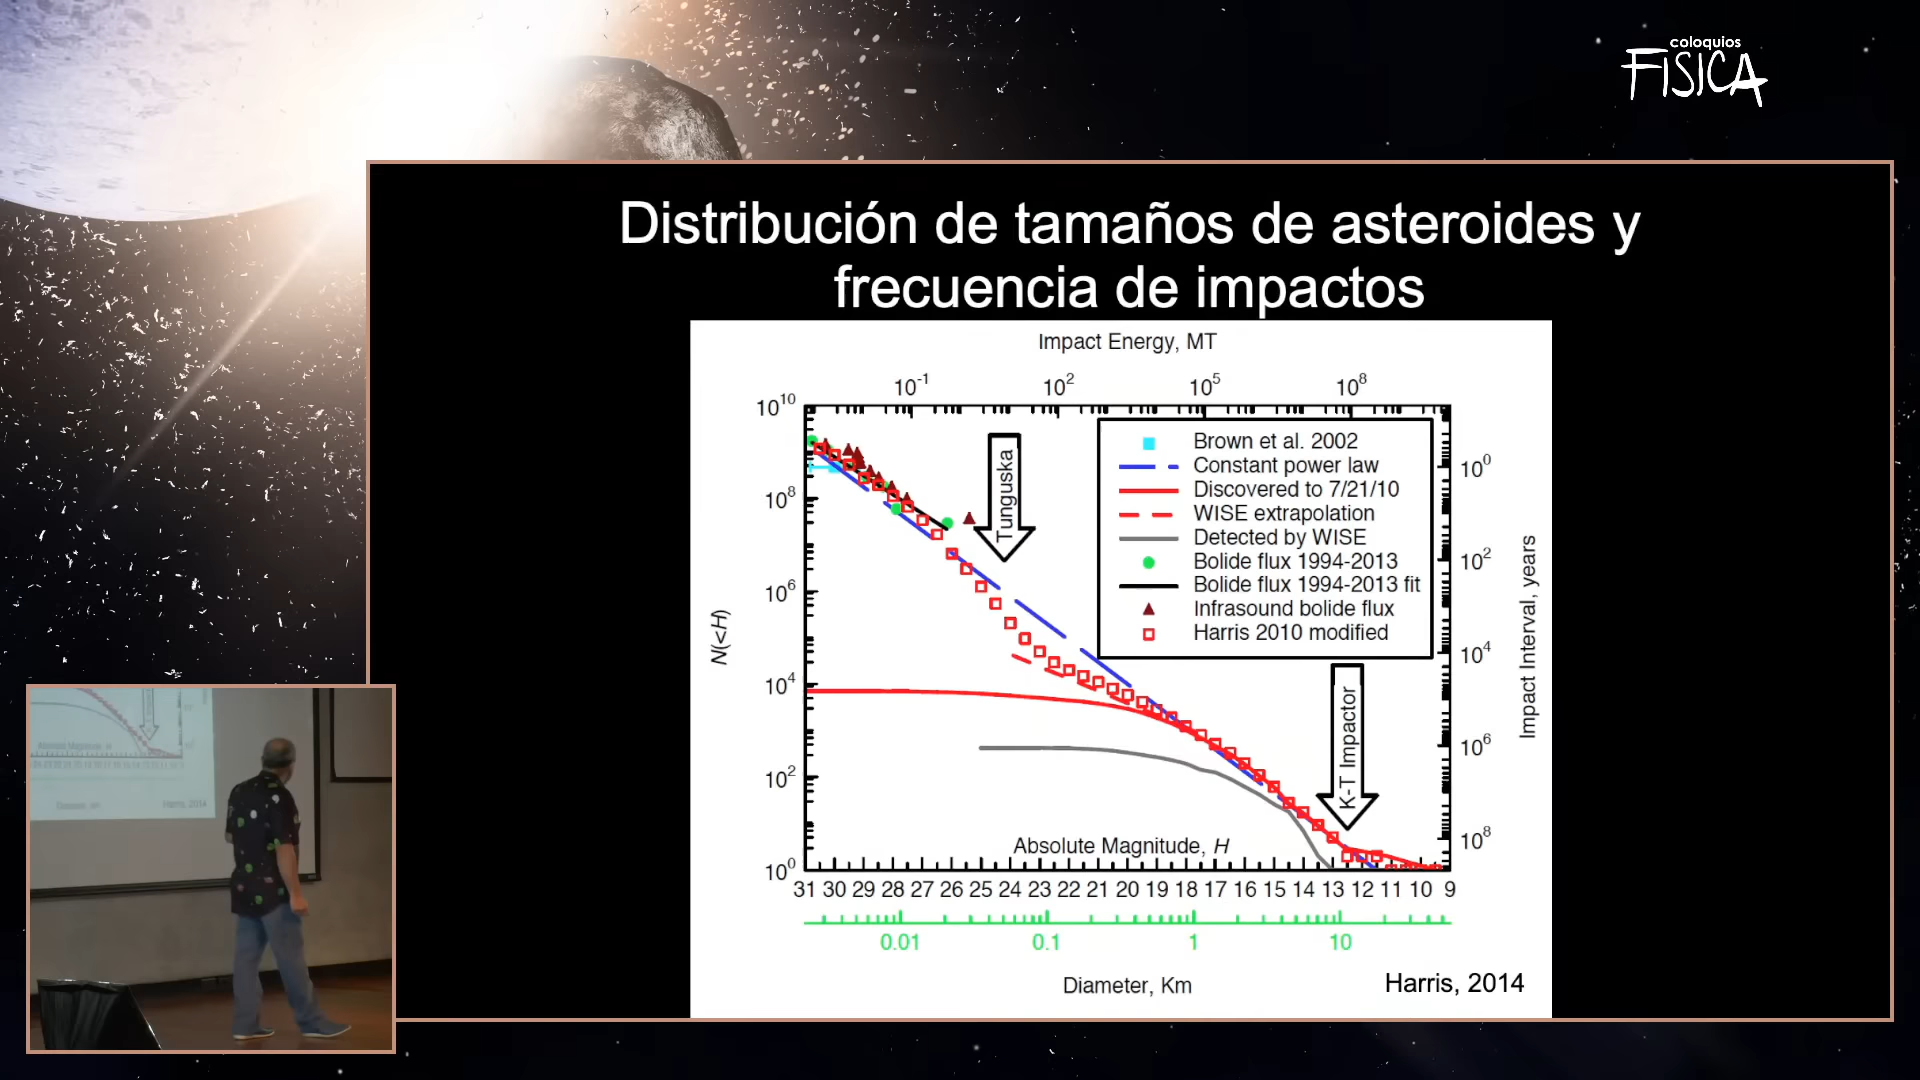 coloquios
FISICA
Distribución de tamaños de asteroides y
frecuencia de impactos
Impact Energy, MT
10^-1 10^2 10^5 10^8
10^10
10^8
10^6
10^4
10^2
10^0
N(<H)
Tunguska
Brown et al. 2002
Constant power law
Discovered to 7/21/10
WISE extrapolation
Detected by WISE
Bolide flux 1994-2013
Bolide flux 1994-2013 fit
Infrasound bolide flux
Harris 2010 modified
K-T Impactor
10^0
10^2
10^4
10^6
10^8
Impact Interval, years
Absolute Magnitude, H
31 30 29 28 27 26 25 24 23 22 21 20 19 18 17 16 15 14 13 12 11 10 9
0.01 0.1 1 10
Diameter, Km
Harris, 2014
Harris, 2014